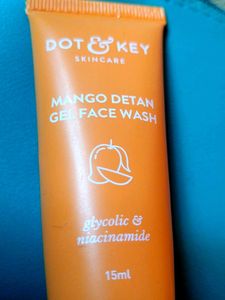 DOT & KEY
SKINCARE
MANGO DETAN
GEL FACE WASH
glycolic &
niacinamide
15ml